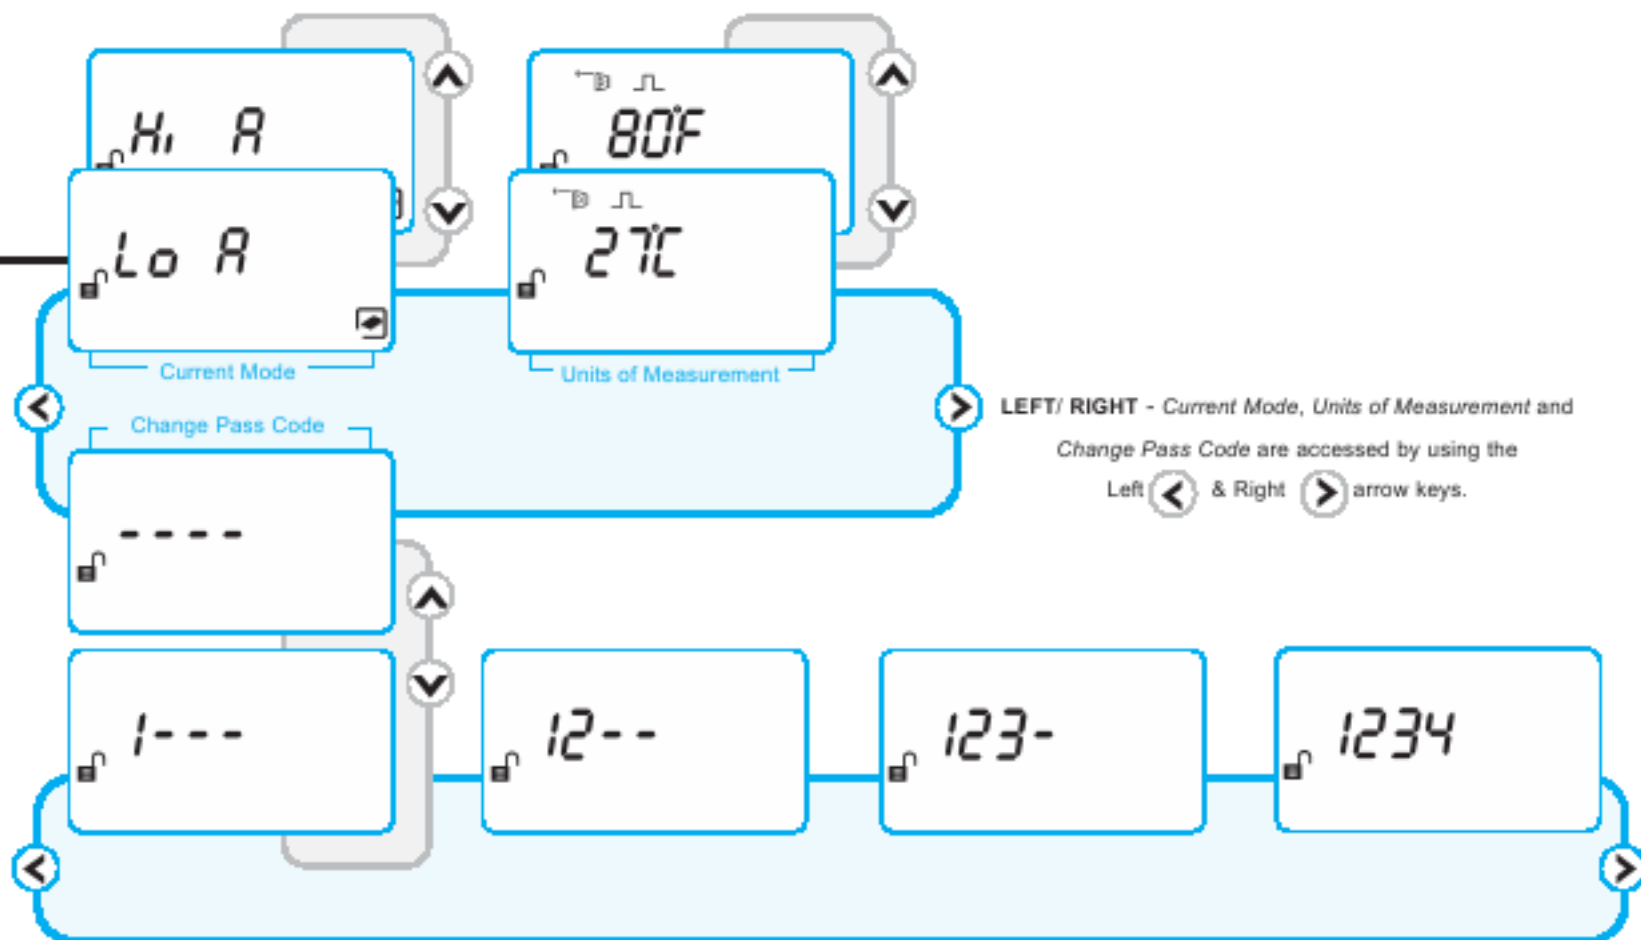 Hi A
80°F
Lo A
27°C
Current Mode
Units of Measurement
LEFT/ RIGHT - Current Mode, Units of Measurement and
Change Pass Code are accessed by using the
Left & Right arrow keys.
Change Pass Code
----
1---
12--
123-
1234